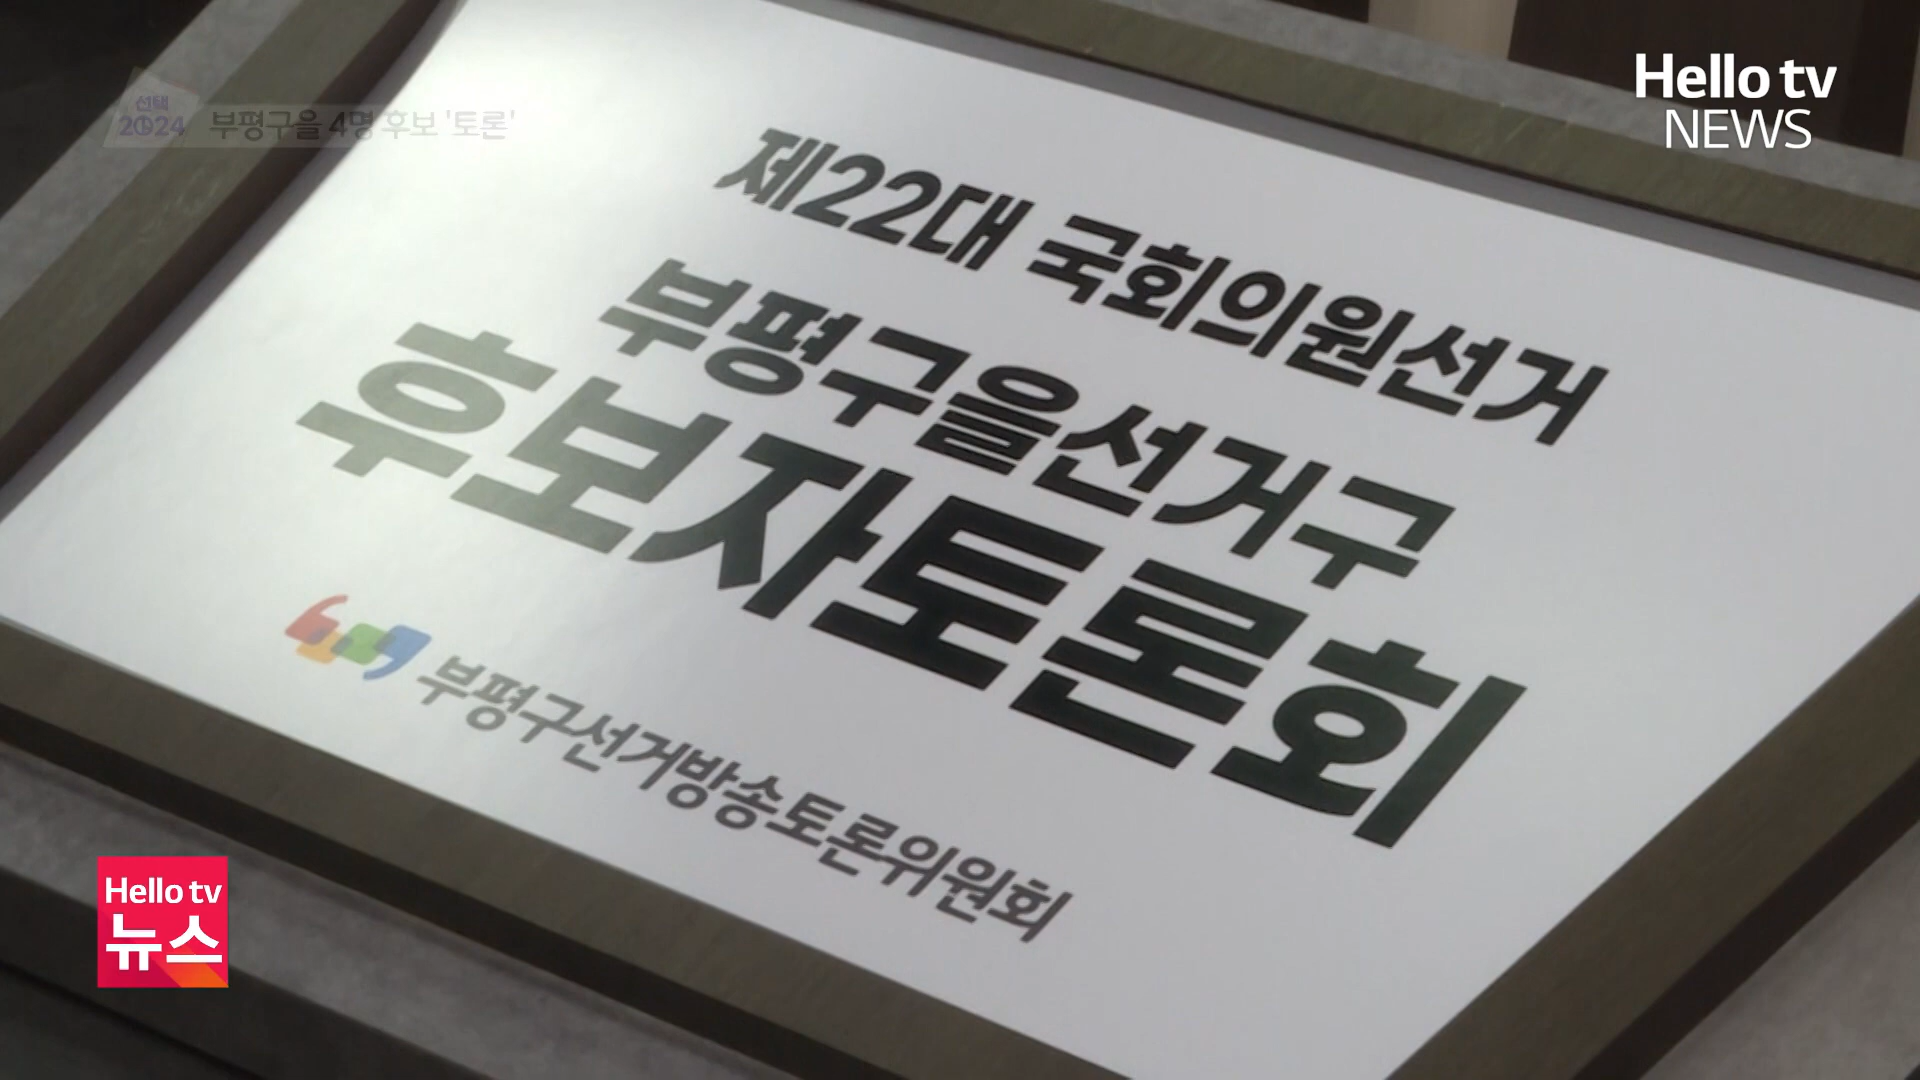 Hello tv
NEWS
선택
2024
부평구을 4명 후보 '토론'
제22대 국회의원선거
부평구을선거구
후보자토론회
부평구선거방송토론위원회
Hello tv
뉴스